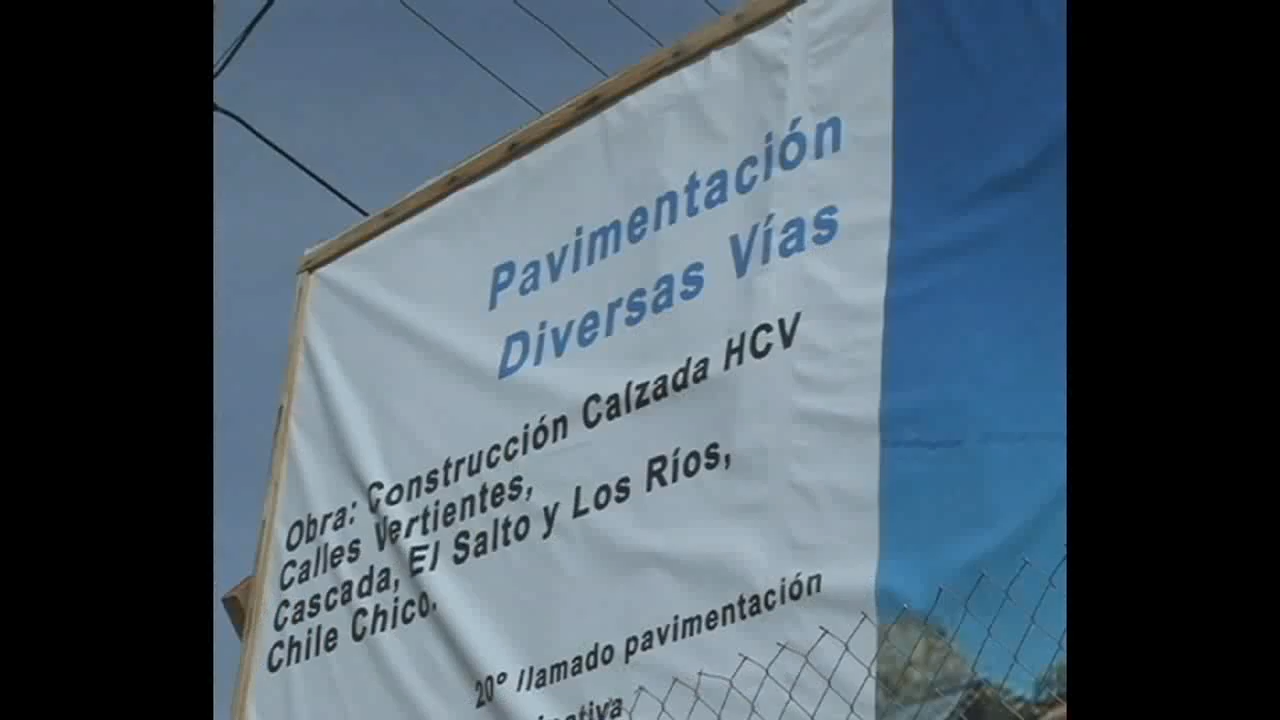 Pavimentación
Diversas Vías
Obra: Construcción Calzada HCV
Calles Vertientes,
Cascada, El Salto y Los Ríos,
Chile Chico.
20° llamado pavimentación